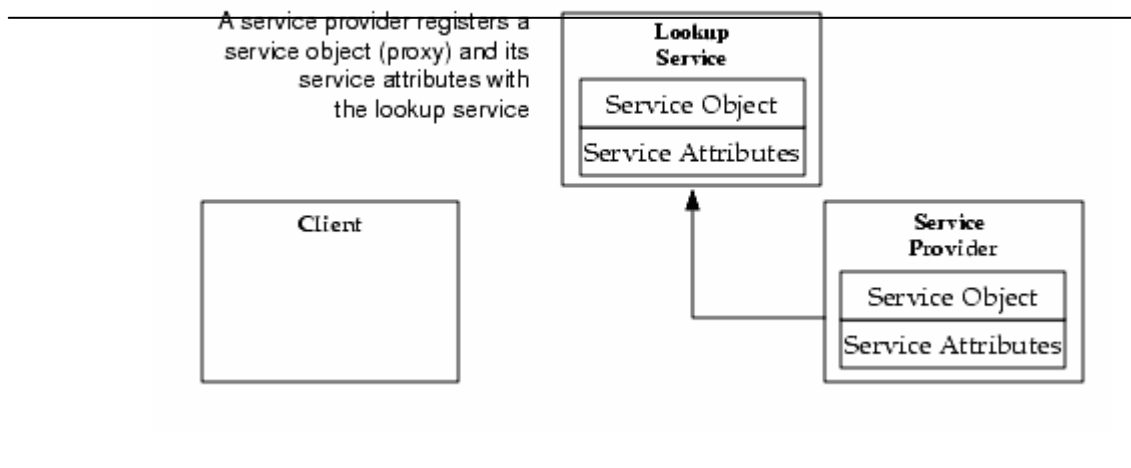 A service provider registers a
service object (proxy) and its
service attributes with
the lookup service
Lookup
Service
Service Object
Service Attributes
Client
Service
Provider
Service Object
Service Attributes